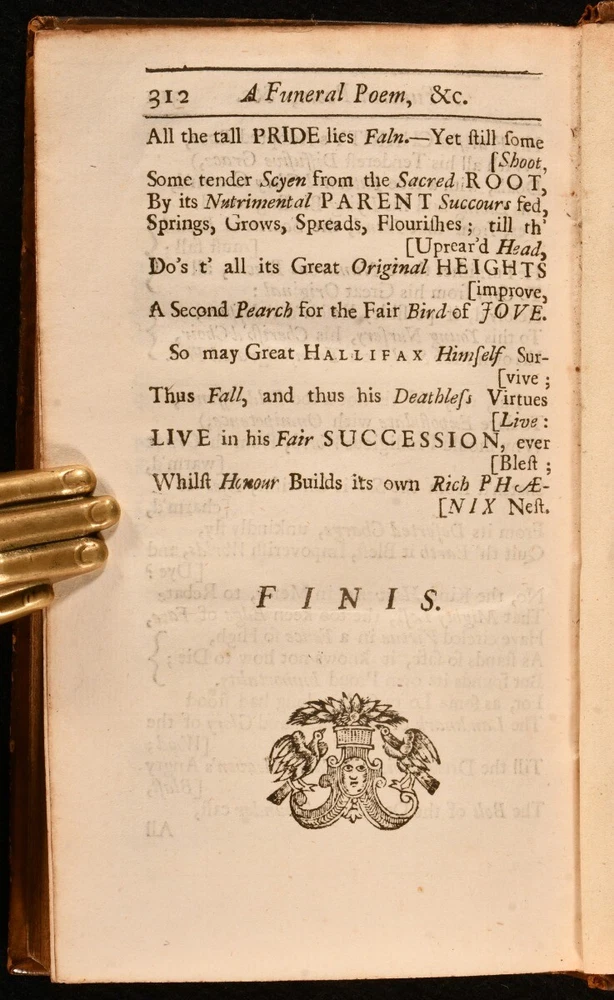 312 A Funeral Poem, &c.
All the tall PRIDE lies Faln.—Yet ſtill ſome
[Shoot,
Some tender Scyen from the Sacred ROOT,
By its Nutrimental PARENT Succours fed,
Springs, Grows, Spreads, Flouriſhes; till th'
[Uprear'd Head,
Do's t' all its Great Original HEIGHTS
[improve,
A Second Pearch for the Fair Bird of JOVE.
So may Great HALLIFAX Himſelf Sur-
[vive;
Thus Fall, and thus his Deathleſs Virtues
[Live:
LIVE in his Fair SUCCESSION, ever
[Bleſt;
Whilſt Honour Builds its own Rich PHÆ-
[NIX Neſt.
FINIS.